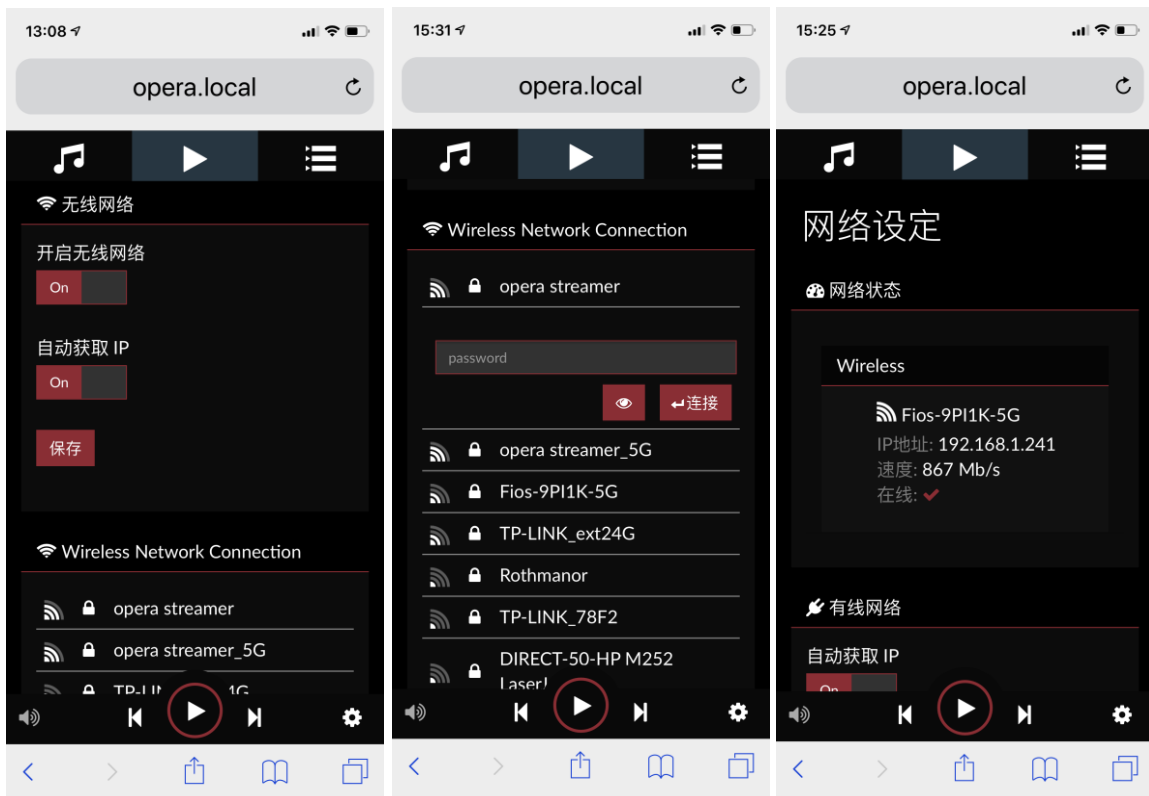 13:08
opera.local
无线网络
开启无线网络
On
自动获取 IP
On
保存
Wireless Network Connection
opera streamer
opera streamer_5G
15:31
opera.local
Wireless Network Connection
opera streamer
password
连接
opera streamer_5G
Fios-9PI1K-5G
TP-LINK_ext24G
Rothmanor
TP-LINK_78F2
DIRECT-50-HP M252
15:25
opera.local
网络设定
网络状态
Wireless
Fios-9PI1K-5G
IP地址: 192.168.1.241
速度: 867 Mb/s
在线:
有线网络
自动获取 IP
On